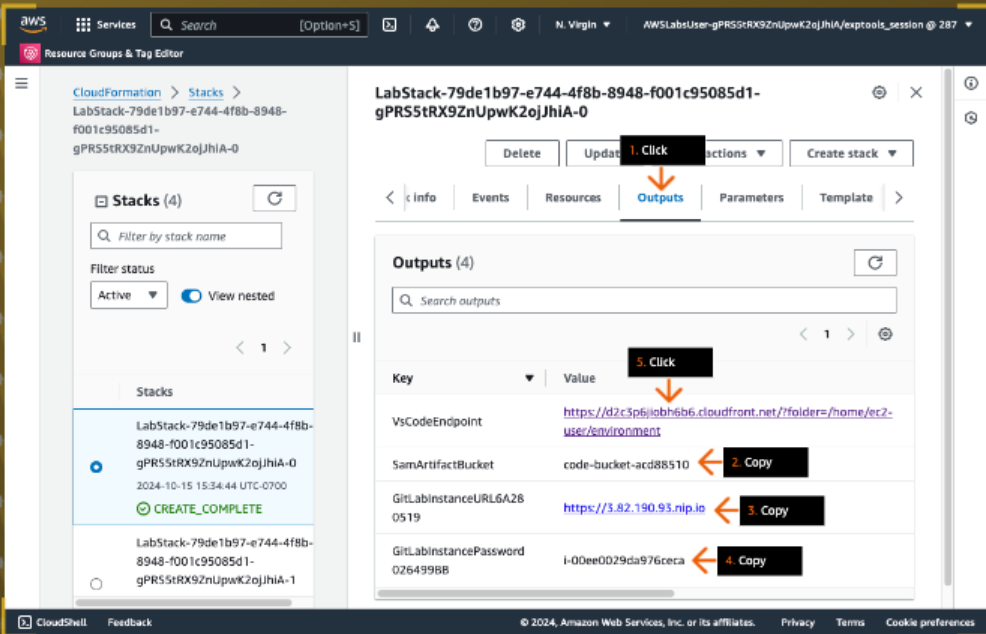 aws
Services
Search
[Option+S]
N. Virgin
AWSLabsUser-gPRS5tRX9ZnUpwK2ojJhiA/exptools_session @ 287
Resource Groups & Tag Editor
CloudFormation > Stacks >
LabStack-79de1b97-e744-4f8b-8948-
f001c95085d1-
gPRS5tRX9ZnUpwK2ojJhiA-0
Stacks (4)
Filter by stack name
Filter status
Active
View nested
1
Stacks
LabStack-79de1b97-e744-4f8b-
8948-f001c95085d1-
gPRS5tRX9ZnUpwK2ojJhiA-0
2024-10-15 15:34:44 UTC-0700
CREATE_COMPLETE
LabStack-79de1b97-e744-4f8b-
8948-f001c95085d1-
gPRS5tRX9ZnUpwK2ojJhiA-1
LabStack-79de1b97-e744-4f8b-8948-f001c95085d1-
gPRS5tRX9ZnUpwK2ojJhiA-0
Delete
Updat
1. Click
actions
Create stack
info
Events
Resources
Outputs
Parameters
Template
Outputs (4)
Search outputs
1
5. Click
Key
Value
VsCodeEndpoint
https://d2c3p6jiobh6b6.cloudfront.net/?folder=/home/ec2-
user/environment
SamArtifactBucket
code-bucket-acd88510
2. Copy
GitLabInstanceURL6A28
0519
https://3.82.190.93.nip.io
3. Copy
GitLabInstancePassword
026499BB
i-00ee0029da976ceca
4. Copy
CloudShell
Feedback
© 2024, Amazon Web Services, Inc. or its affiliates.
Privacy
Terms
Cookie preferences